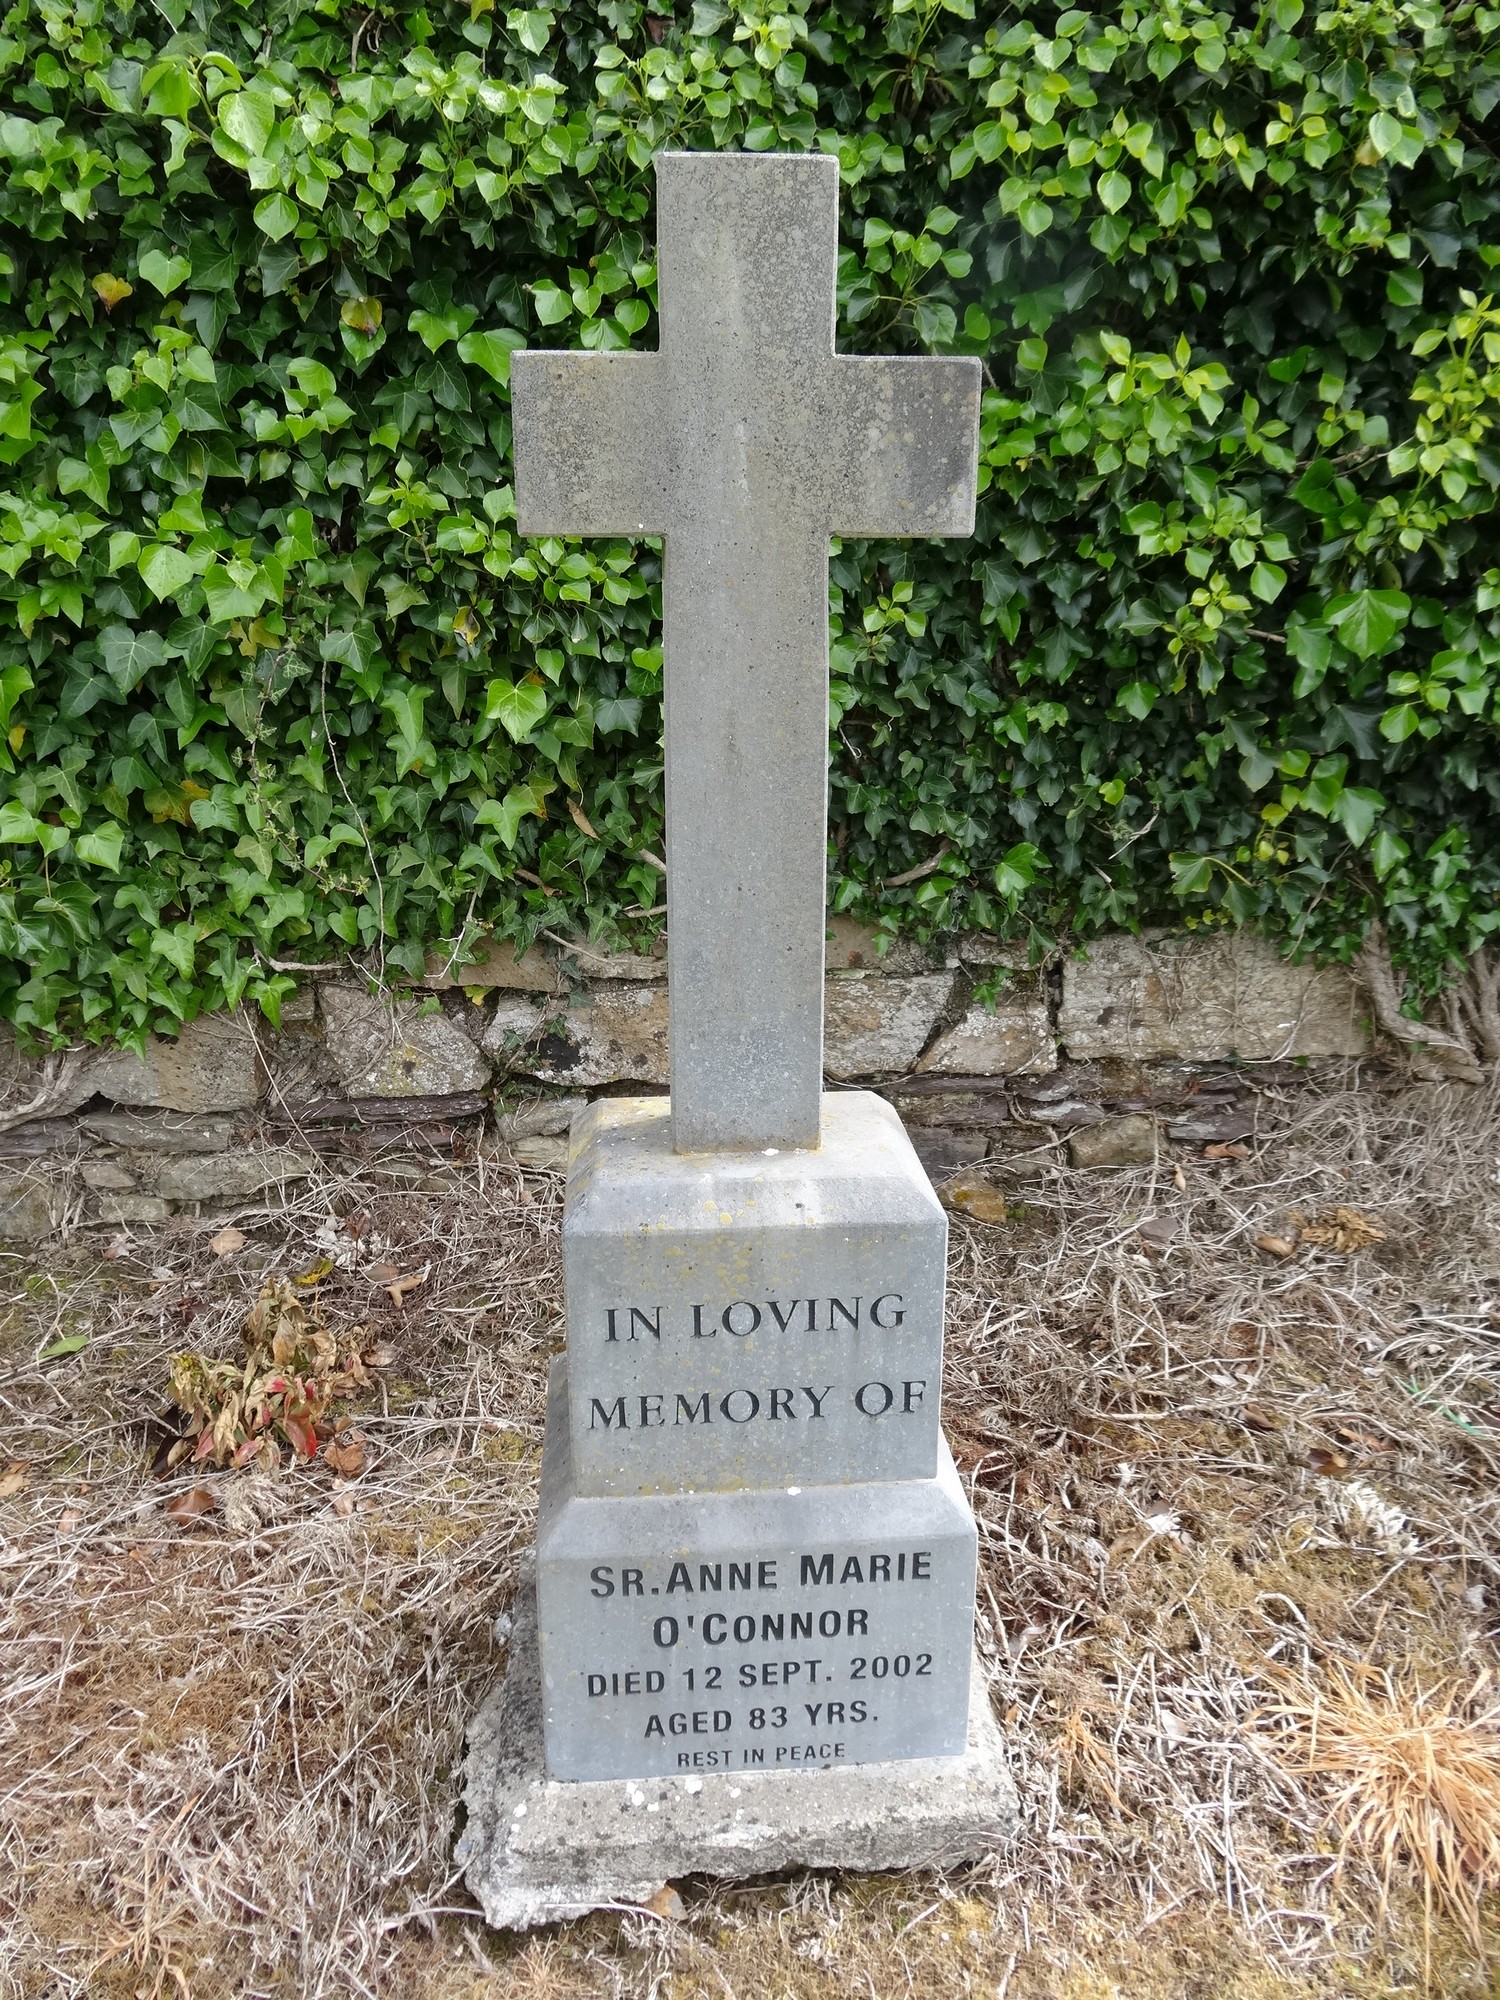 IN LOVING
MEMORY OF
SR. ANNE MARIE
O'CONNOR
DIED 12 SEPT. 2002
AGED 83 YRS.
REST IN PEACE